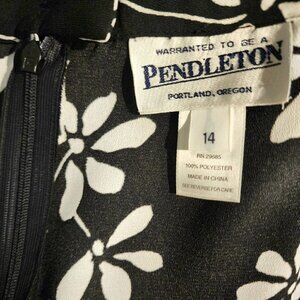 WARRANTED TO BE A
PENDLETON
PORTLAND, OREGON
14
RN 29685
100% POLYESTER
MADE IN CHINA
SEE REVERSE FOR CARE